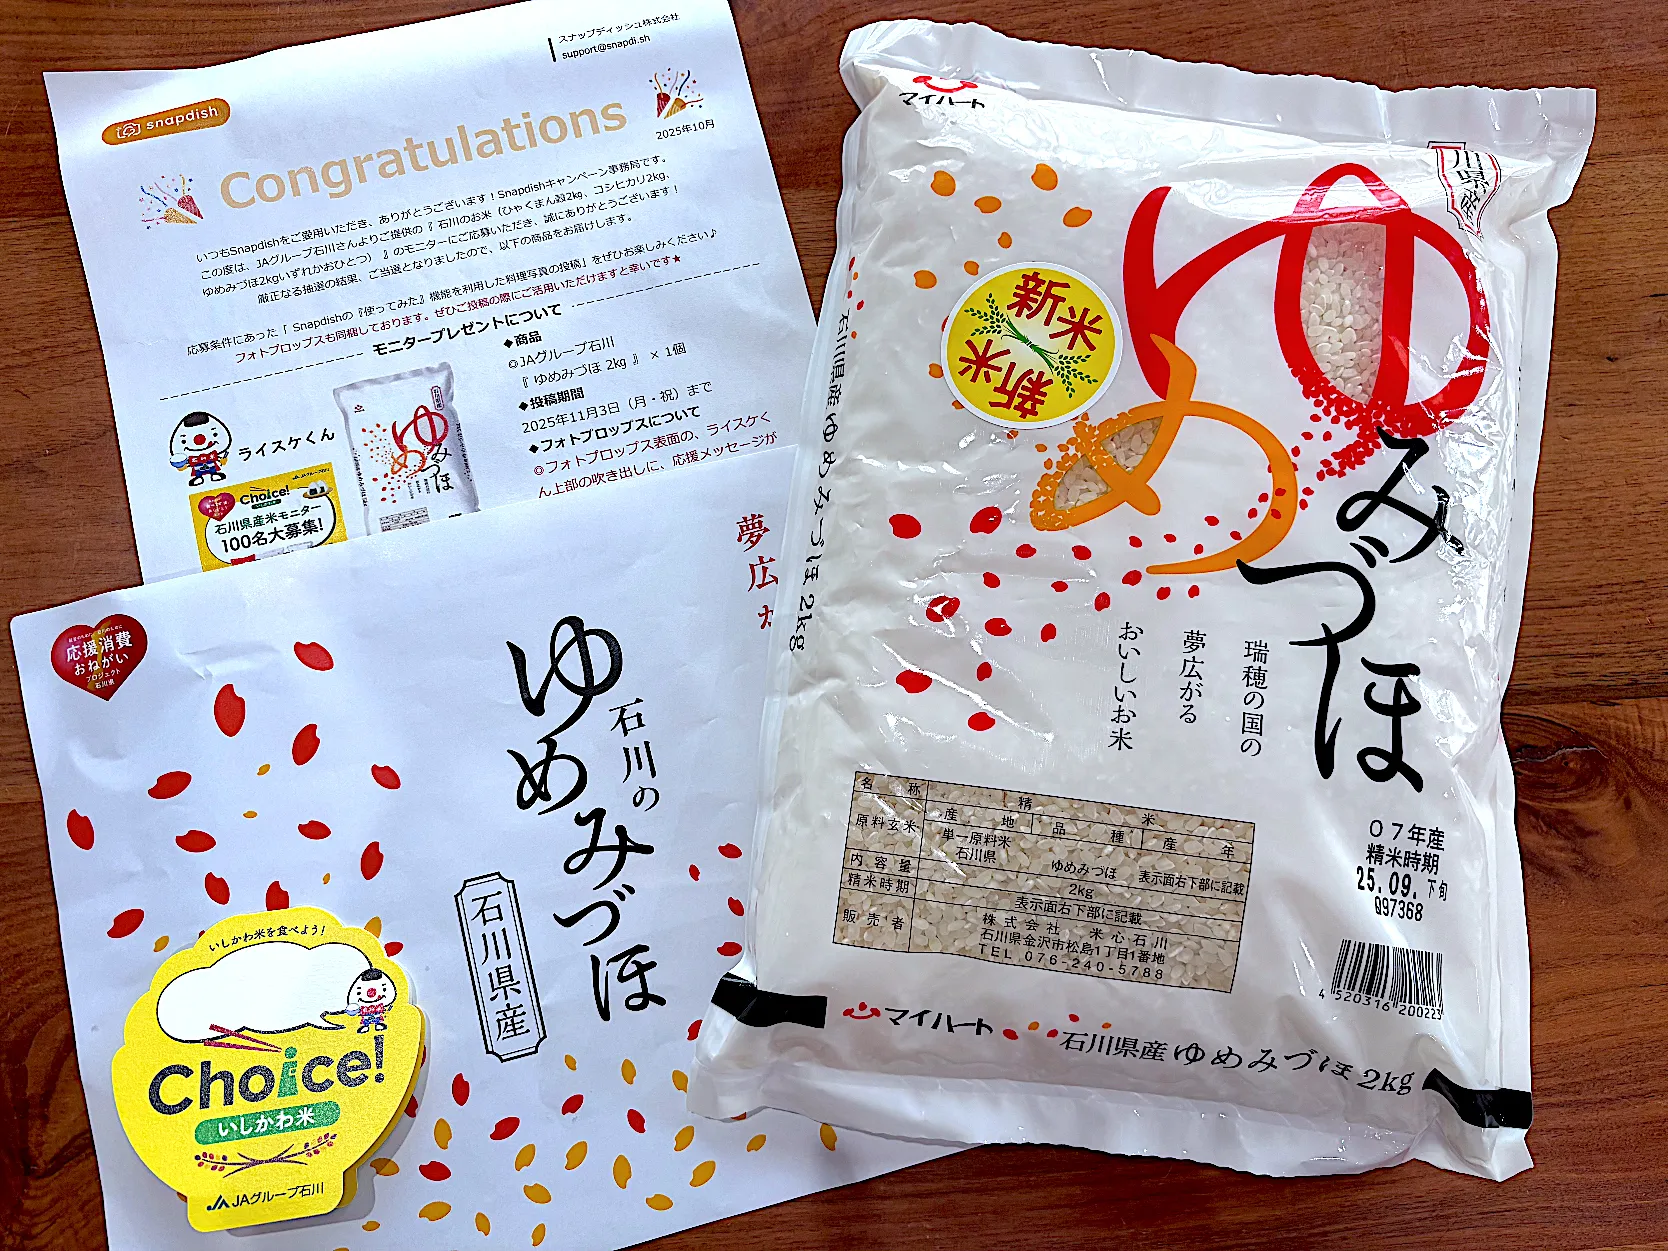 スナップディッシュ株式会社
support@snapdi.sh
snapdish
Congratulations
2025年10月
いつもSnapdishをご愛用いただき、ありがとうございます！Snapdishキャンペーン事務局です。
この度は、JAグループ石川さんよりご提供の『 石川のお米（ひゃくまん穀2kg、コシヒカリ2kg、
ゆめみづほ2kgいずれかおひとつ） 』のモニターにご応募いただき、誠にありがとうございます！
厳正なる抽選の結果、ご当選となりましたので、以下の商品をお届けします。
応募条件にあった「 Snapdishの『使ってみた』機能を利用した料理写真の投稿」をぜひお楽しみください♪
フォトプロップスも同梱しております。ぜひご投稿の際にご活用いただけますと幸いです★
モニタープレゼントについて
◆商品
◎JAグループ石川
『 ゆめみづほ 2kg 』 × 1個
◆投稿期間
2025年11月3日（月・祝）まで
◆フォトプロップスについて
◎フォトプロップス表面の、ライスケく
ん上部の吹き出しに、応援メッセージが
ライスケくん
Choice!
石川県産米モニター
100名大募集!
ゆめみづほ
夢広が
応援消費
おねがい
プロジェクト
石川県
石川の
ゆめみづほ
石川県産
いしかわ米を食べよう!
Choice!
いしかわ米
JAグループ石川
マイハート
川県産
新米
新米
ゆめみづほ
石川県産ゆめみづほ2kg
瑞穂の国の
夢広がる
おいしいお米
名称 精米
原料玄米 産地 品種 産年
単一原料米
石川県 ゆめみづほ 表示面右下部に記載
内容量 2kg
精米時期 表示面右下部に記載
販売者 株式会社 米心石川
石川県金沢市松島1丁目1番地
TEL 076-240-5788
07年産
精米時期
25.09.下旬
Q97368
4 520316 200223
マイハート 石川県産ゆめみづほ2kg